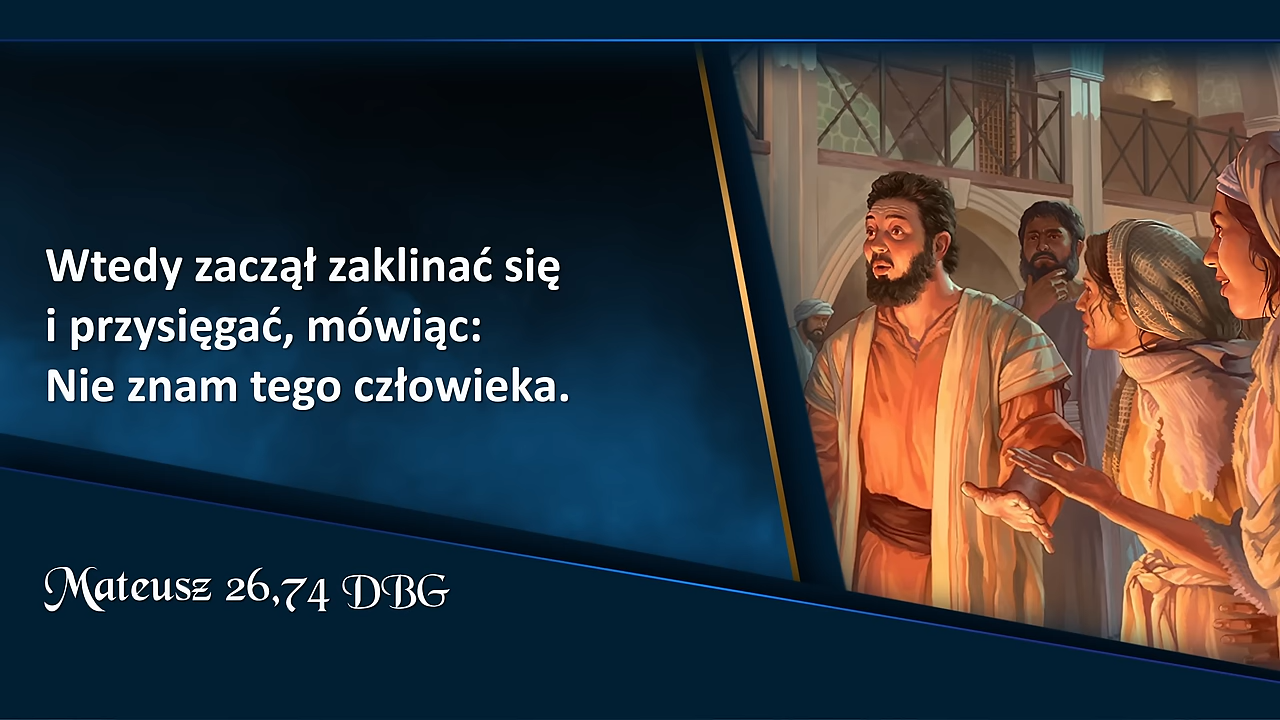 Wtedy zaczął zaklinać się
i przysięgać, mówiąc:
Nie znam tego człowieka.
Mateusz 26,74 DBG